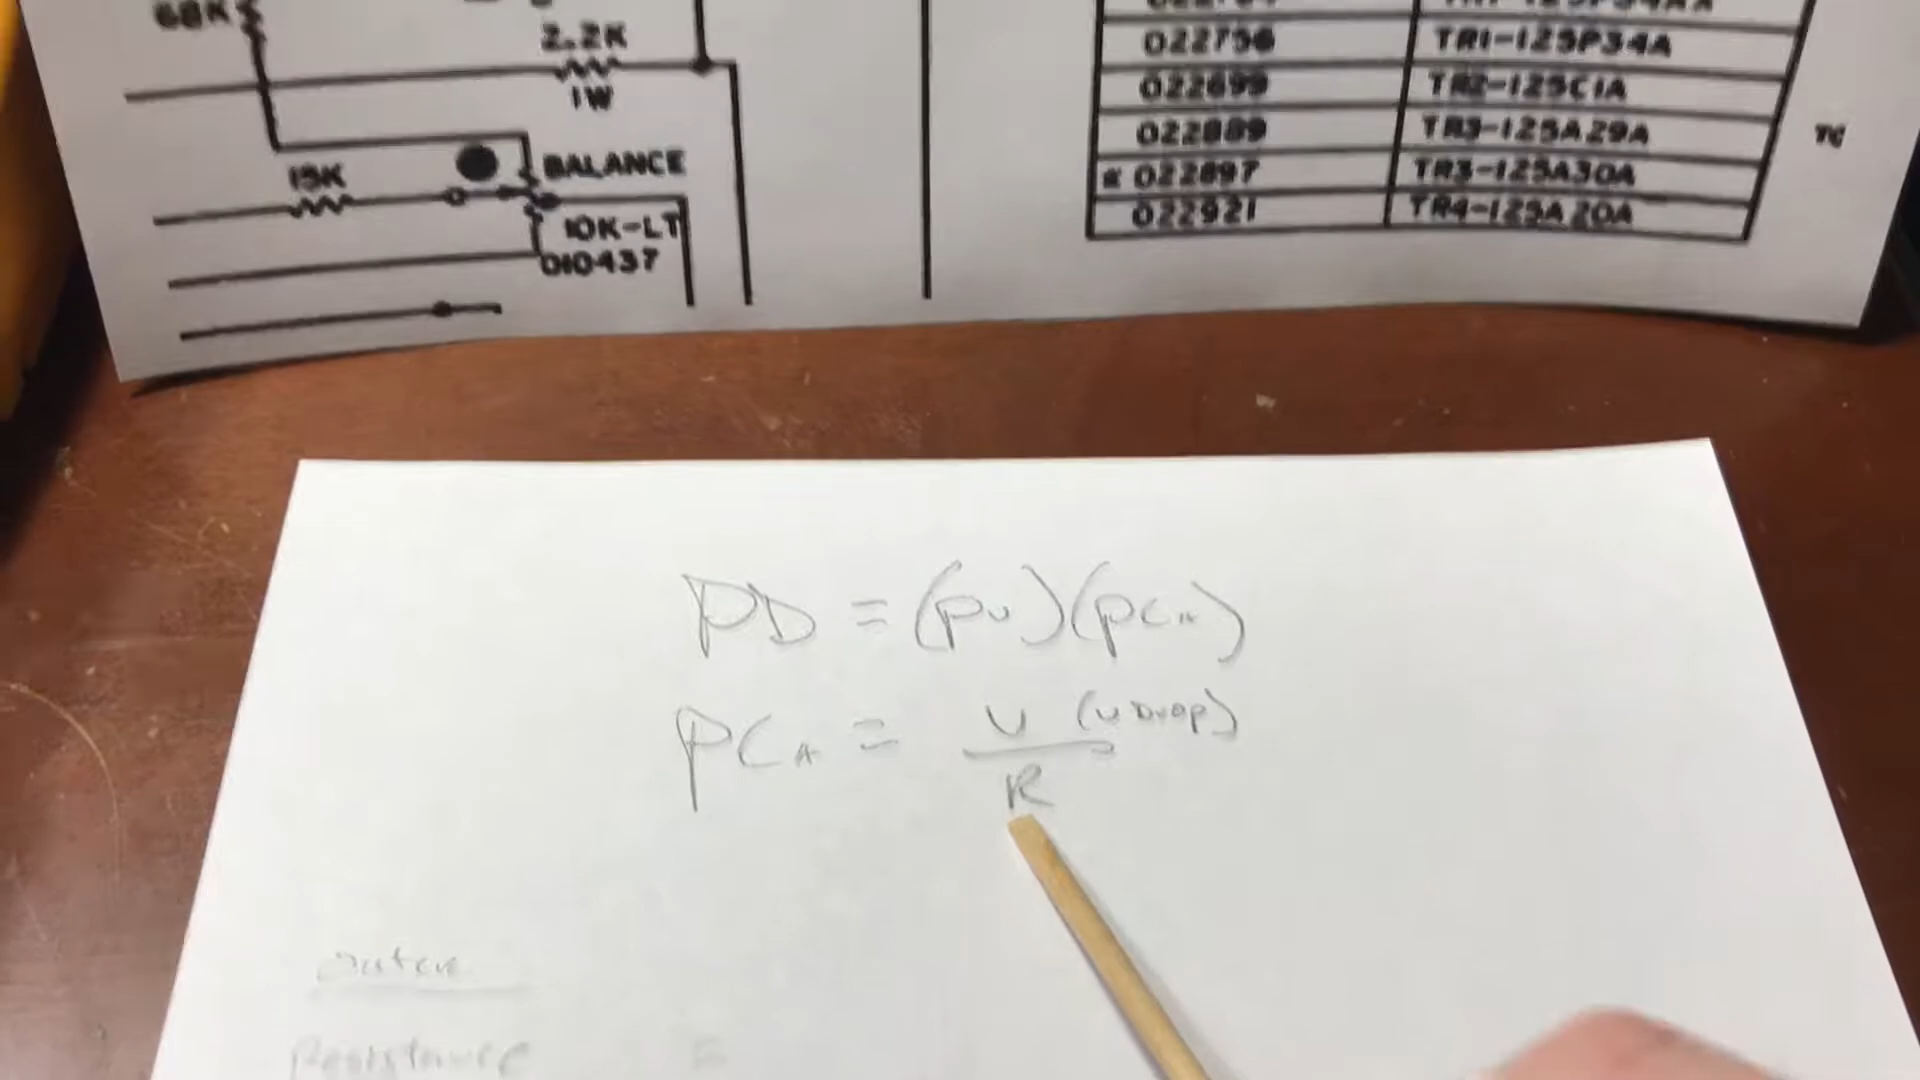 68K
2.2K
1W
15K
BALANCE
10K-LT
010437
022756 TR1-125P34A
022699 TR2-125C1A
022889 TR3-125A29A
022897 TR3-125A30A
022921 TR4-125A20A
PD = (PV)(PCA)
PCA = V (V Drop)
R
Resistance